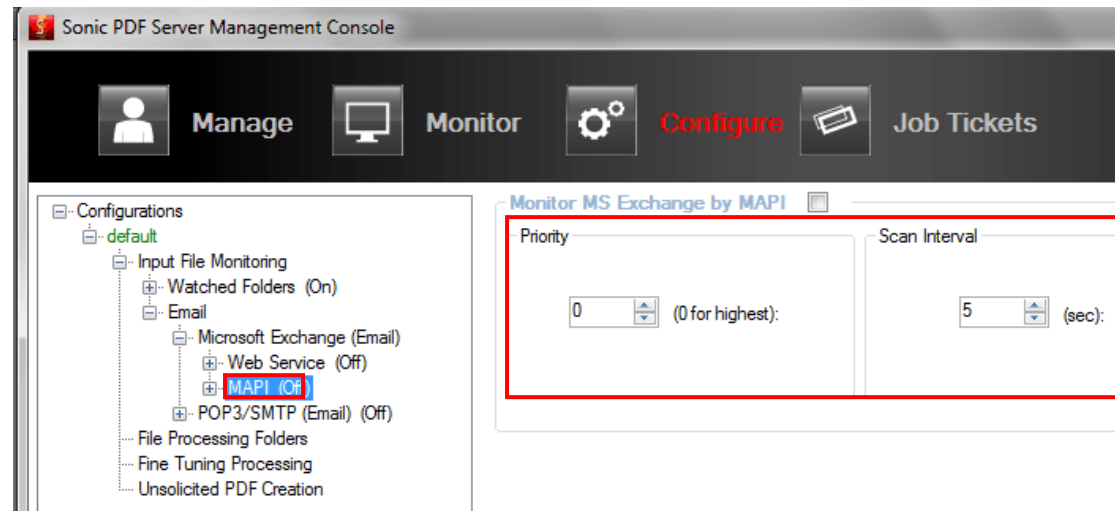 Sonic PDF Server Management Console
Manage
Monitor
Configure
Job Tickets
Configurations
default
Input File Monitoring
Watched Folders (On)
Email
Microsoft Exchange (Email)
Web Service (Off)
MAPI (Off)
POP3/SMTP (Email) (Off)
File Processing Folders
Fine Tuning Processing
Unsolicited PDF Creation
Monitor MS Exchange by MAPI
Priority
0 (0 for highest):
Scan Interval
5 (sec):